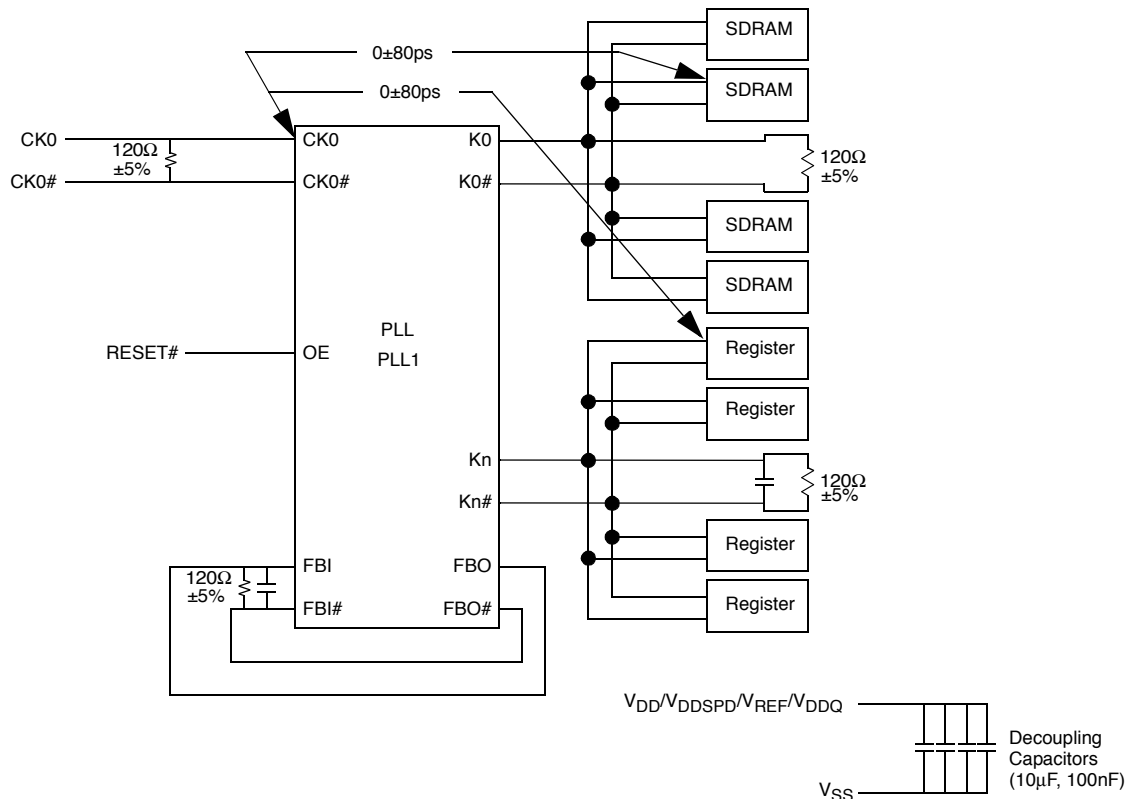 SDRAM
0±80ps
SDRAM
0±80ps
CK0
120Ω
±5%
CK0#
CK0
CK0#
K0
K0#
120Ω
±5%
SDRAM
SDRAM
RESET#
OE
PLL
PLL1
Register
Register
Kn
Kn#
120Ω
±5%
Register
Register
120Ω
±5%
FBI
FBI#
FBO
FBO#
VDD/VDDSPD/VREF/VDDQ
VSS
Decoupling
Capacitors
(10µF, 100nF)